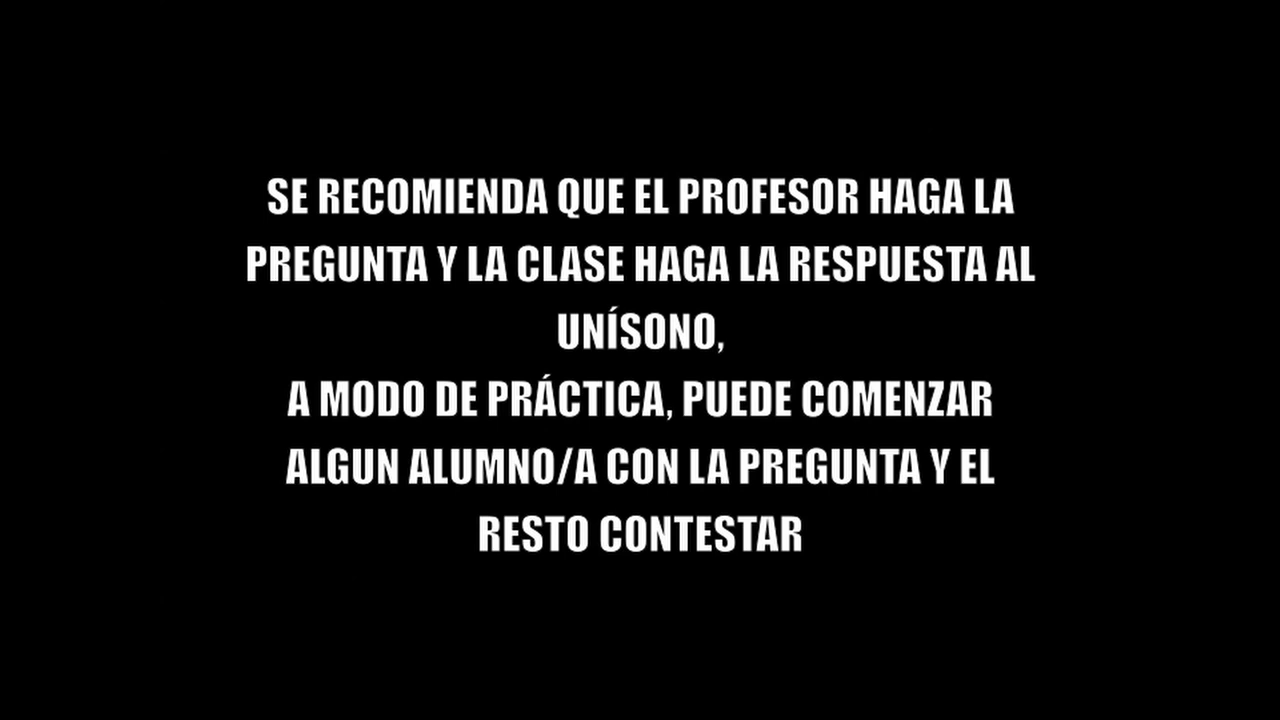 SE RECOMIENDA QUE EL PROFESOR HAGA LA
PREGUNTA Y LA CLASE HAGA LA RESPUESTA AL
UNÍSONO,
A MODO DE PRÁCTICA, PUEDE COMENZAR
ALGUN ALUMNO/A CON LA PREGUNTA Y EL
RESTO CONTESTAR